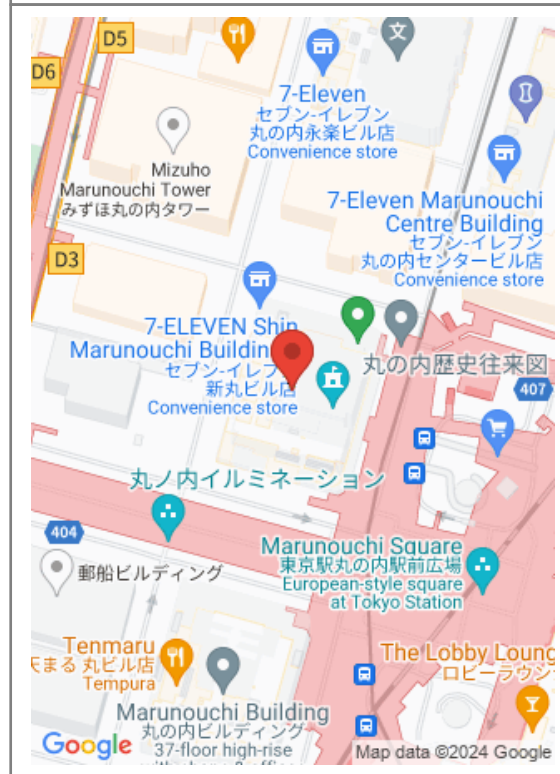 D5
D6
文
7-Eleven
セブン-イレブン
丸の内永楽ビル店
Convenience store
Mizuho
Marunouchi Tower
みずほ丸の内タワー
7-Eleven Marunouchi
Centre Building
セブン-イレブン
丸の内センタービル店
Convenience store
D3
7-ELEVEN Shin
Marunouchi Building
セブン-イレブ
新丸ビル店
Convenience store
丸の内歴史往来図
407
丸ノ内イルミネーション
404
郵船ビルディング
Marunouchi Square
東京駅丸の内駅前広場
European-style square
at Tokyo Station
Tenmaru
天まる 丸ビル店
Tempura
The Lobby Loung
ロビーラウン
Marunouchi Building
丸の内ビルディング
37-floor high-rise
Google
Map data ©2024 Google